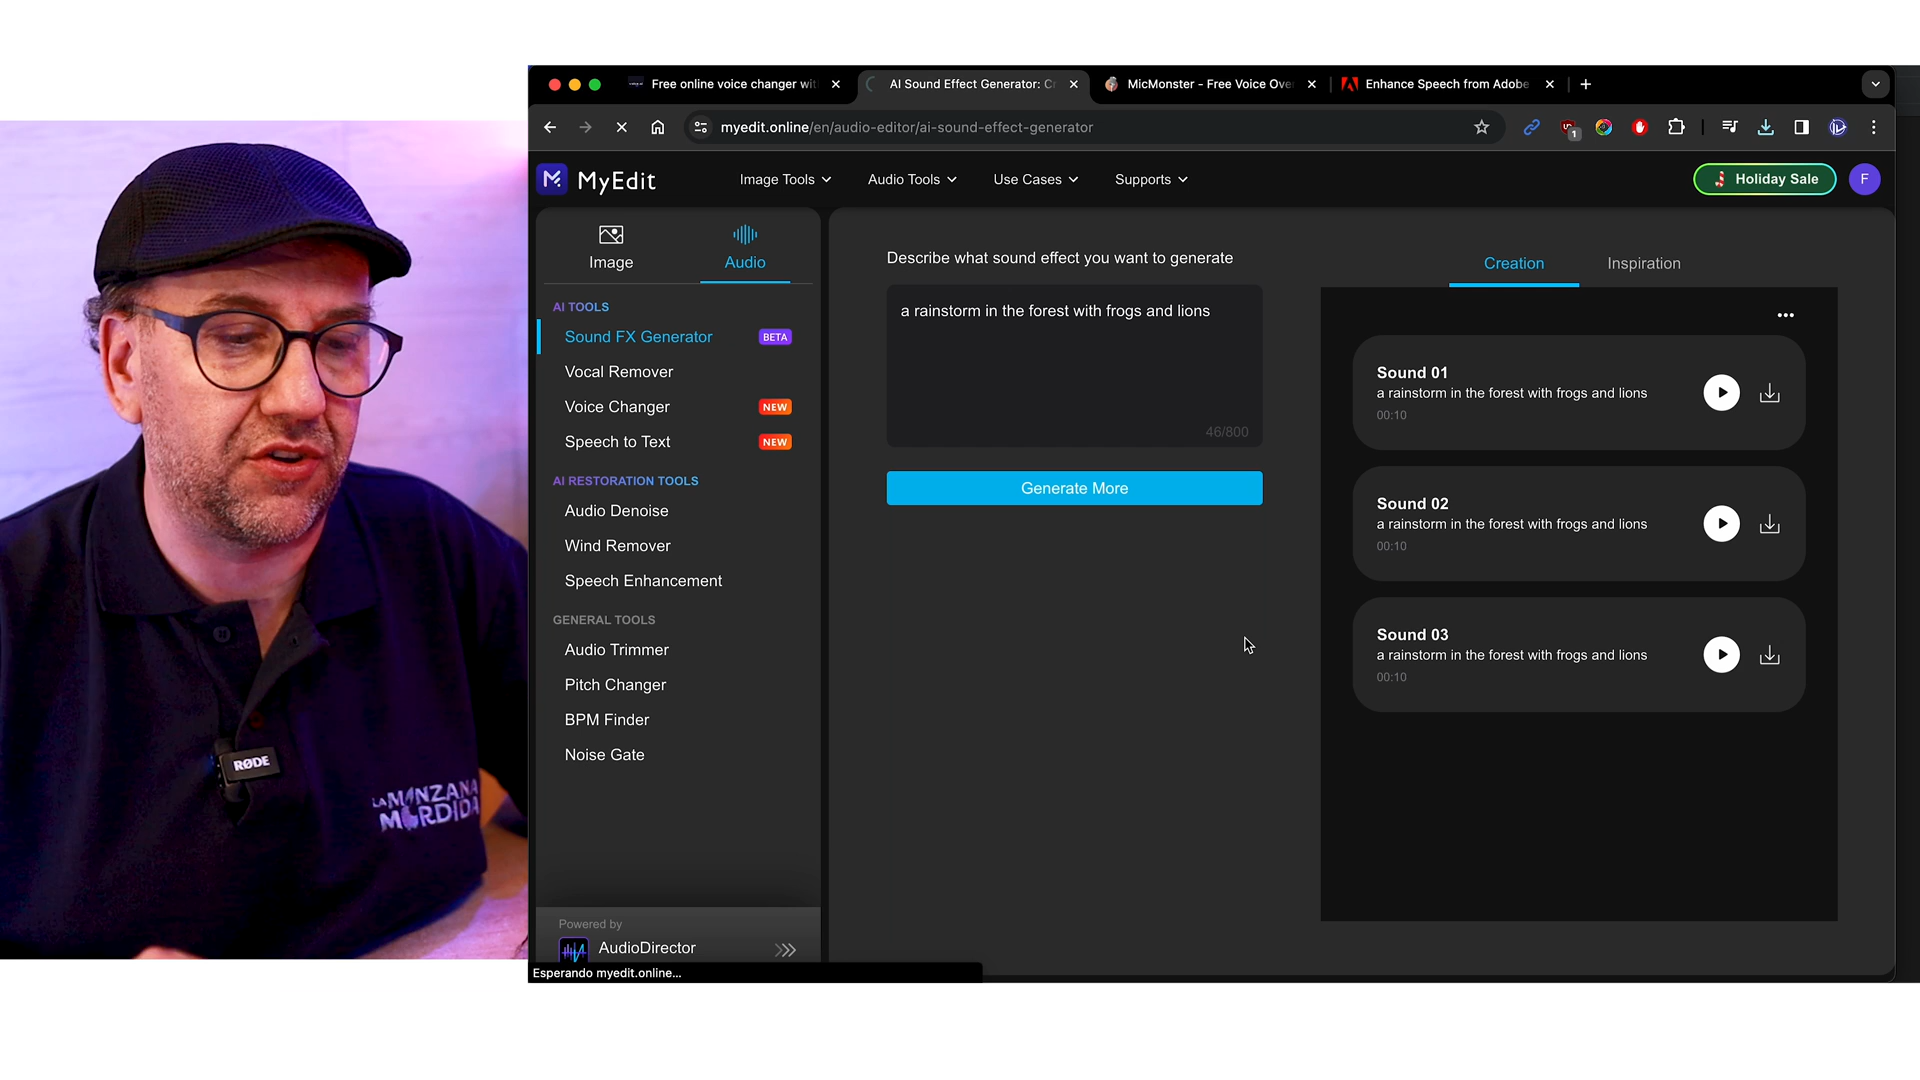 Free online voice changer wit
AI Sound Effect Generator: Cr
MicMonster - Free Voice Ove
Enhance Speech from Adobe
myedit.online/en/audio-editor/ai-sound-effect-generator
1
MyEdit
Image Tools
Audio Tools
Use Cases
Supports
Holiday Sale
F
Image
Audio
AI TOOLS
Sound FX Generator
BETA
Vocal Remover
Voice Changer
NEW
Speech to Text
NEW
AI RESTORATION TOOLS
Audio Denoise
Wind Remover
Speech Enhancement
GENERAL TOOLS
Audio Trimmer
Pitch Changer
BPM Finder
Noise Gate
Powered by
AudioDirector
Esperando myedit.online...
Describe what sound effect you want to generate
a rainstorm in the forest with frogs and lions
46/800
Generate More
Creation
Inspiration
Sound 01
a rainstorm in the forest with frogs and lions
00:10
Sound 02
a rainstorm in the forest with frogs and lions
00:10
Sound 03
a rainstorm in the forest with frogs and lions
00:10
RØDE
LA MANZANA
MORDIDA